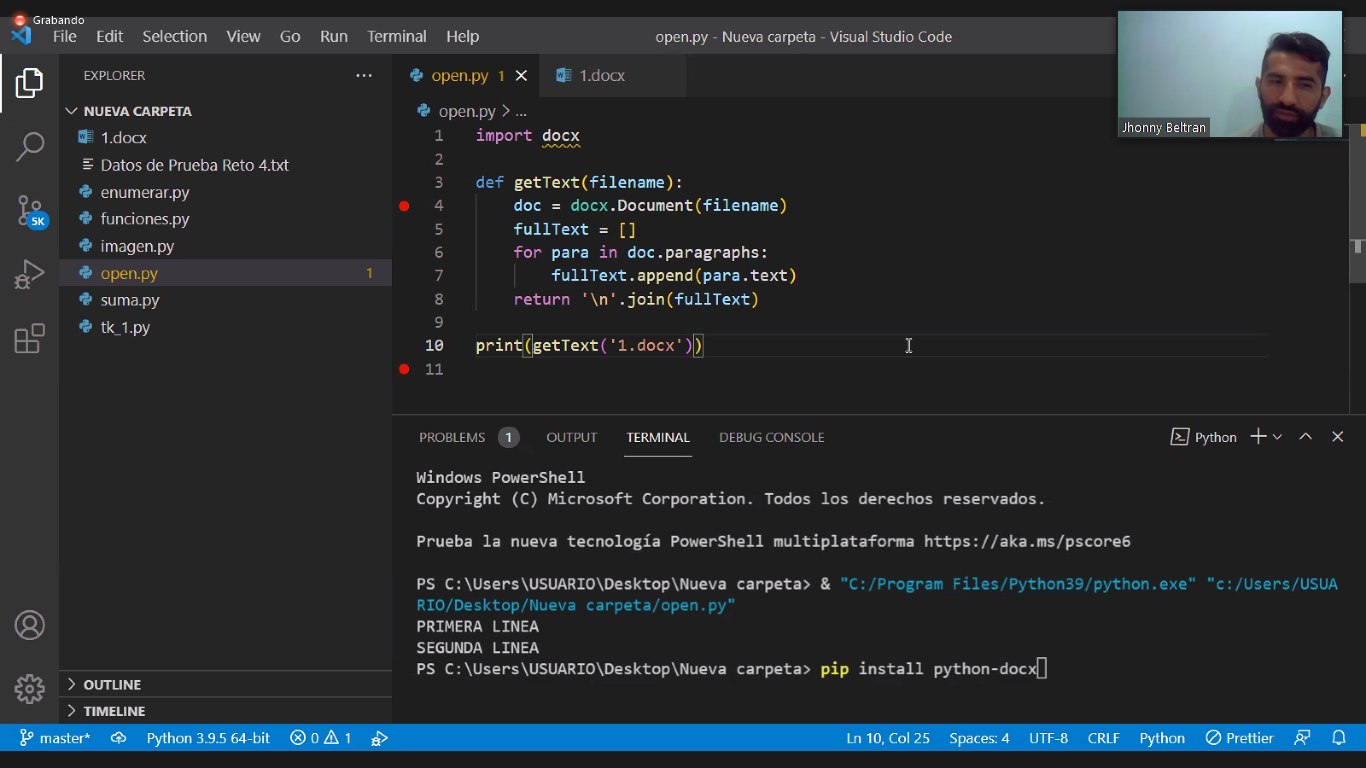 Grabando
File Edit Selection View Go Run Terminal Help
open.py - Nueva carpeta - Visual Studio Code
Jhonny Beltran
EXPLORER ...
NUEVA CARPETA
1.docx
Datos de Prueba Reto 4.txt
enumerar.py
funciones.py
imagen.py
open.py 1
suma.py
tk_1.py
OUTLINE
TIMELINE
5K
open.py 1
1.docx
open.py > ...
1 import docx
2
3 def getText(filename):
4     doc = docx.Document(filename)
5     fullText = []
6     for para in doc.paragraphs:
7         fullText.append(para.text)
8     return '\n'.join(fullText)
9
10 print(getText('1.docx'))
11
PROBLEMS 1 OUTPUT TERMINAL DEBUG CONSOLE
Python
Windows PowerShell
Copyright (C) Microsoft Corporation. Todos los derechos reservados.
Prueba la nueva tecnología PowerShell multiplataforma https://aka.ms/pscore6
PS C:\Users\USUARIO\Desktop\Nueva carpeta> & "C:/Program Files/Python39/python.exe" "c:/Users/USUA
RIO/Desktop/Nueva carpeta/open.py"
PRIMERA LINEA
SEGUNDA LINEA
PS C:\Users\USUARIO\Desktop\Nueva carpeta> pip install python-docx
master* Python 3.9.5 64-bit 0 1 Ln 10, Col 25 Spaces: 4 UTF-8 CRLF Python Prettier